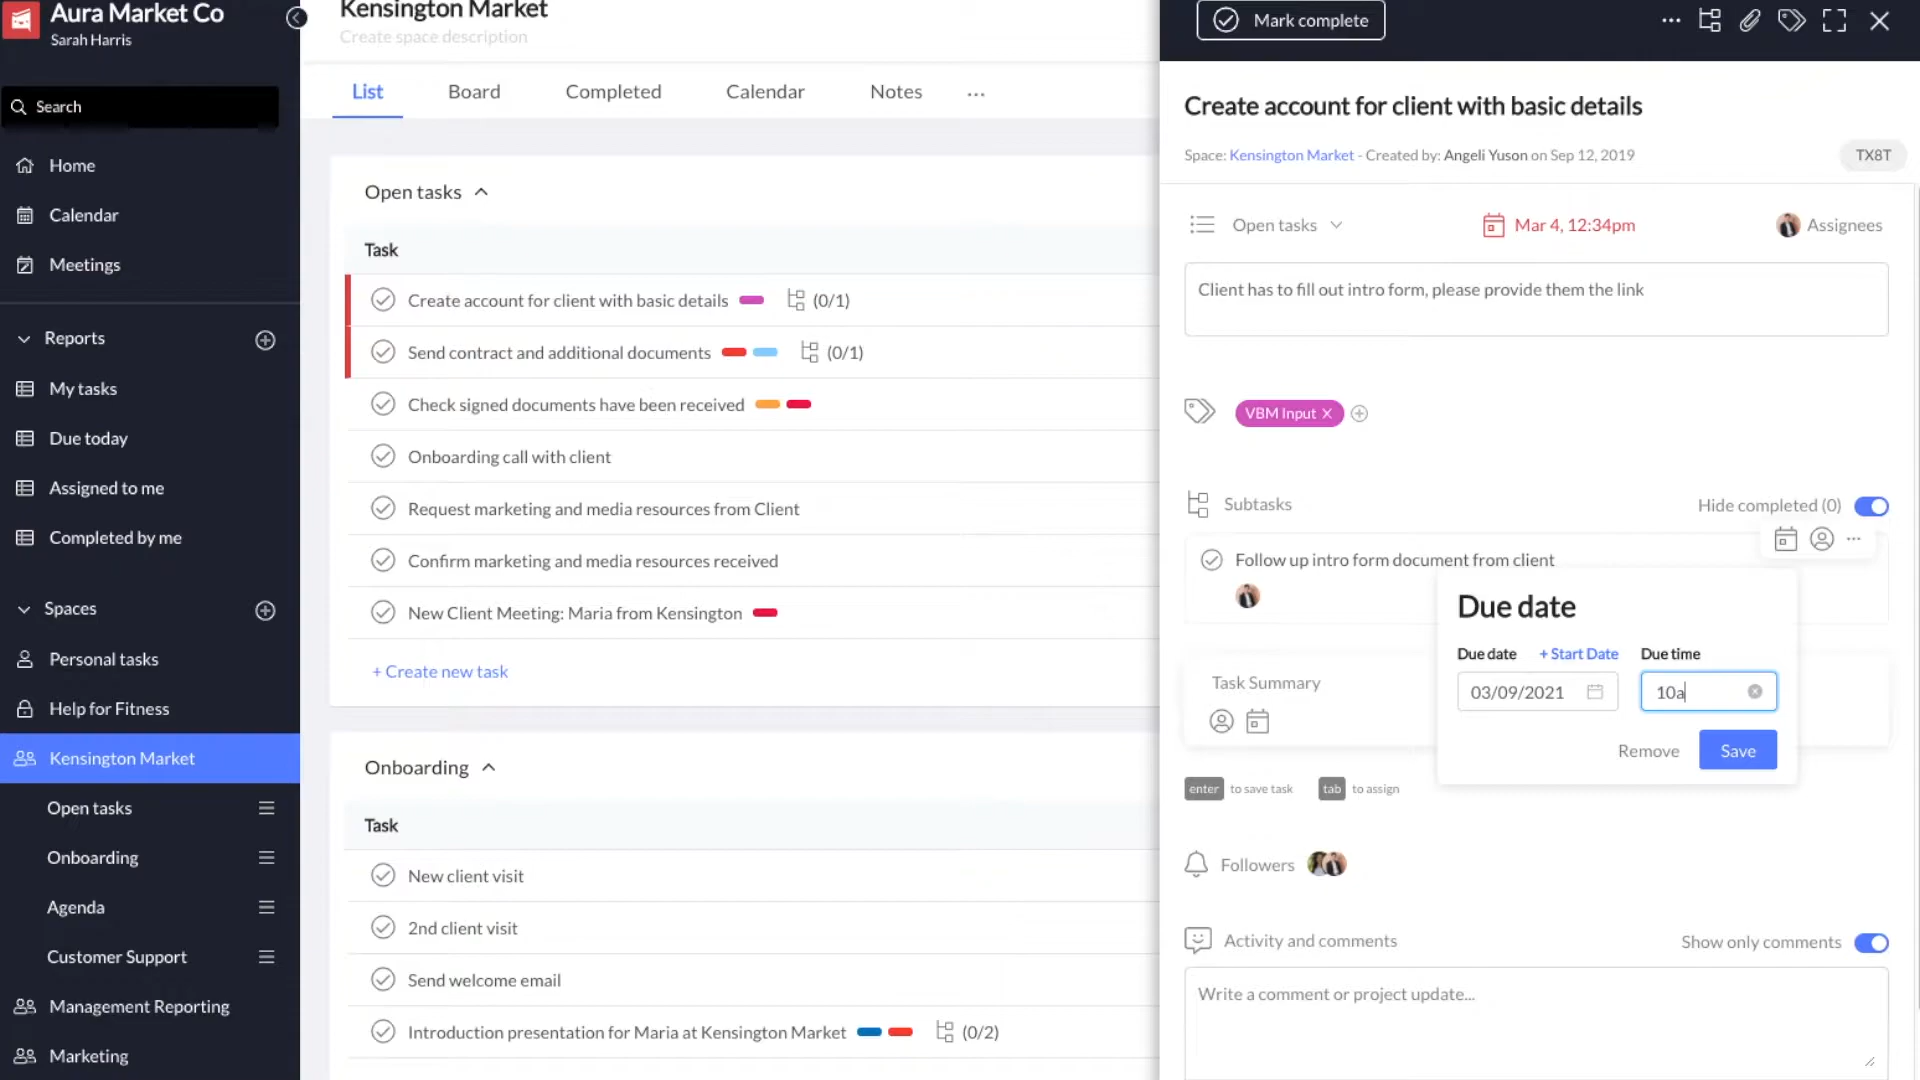 Aura Market Co
Sarah Harris
Search
Home
Calendar
Meetings
Reports
My tasks
Due today
Assigned to me
Completed by me
Spaces
Personal tasks
Help for Fitness
Kensington Market
Open tasks
Onboarding
Agenda
Customer Support
Management Reporting
Marketing
Kensington Market
Create space description
List Board Completed Calendar Notes ...
Open tasks
Task
Create account for client with basic details (0/1)
Send contract and additional documents (0/1)
Check signed documents have been received
Onboarding call with client
Request marketing and media resources from Client
Confirm marketing and media resources received
New Client Meeting: Maria from Kensington
+ Create new task
Onboarding
Task
New client visit
2nd client visit
Send welcome email
Introduction presentation for Maria at Kensington Market (0/2)
Mark complete
Create account for client with basic details
Space: Kensington Market - Created by: Angeli Yuson on Sep 12, 2019
TX8T
Open tasks Mar 4, 12:34pm Assignees
Client has to fill out intro form, please provide them the link
VBM Input
Subtasks Hide completed (0)
Follow up intro form document from client
Due date
Due date + Start Date Due time
03/09/2021 10a
Remove Save
Task Summary
enter to save task tab to assign
Followers
Activity and comments Show only comments
Write a comment or project update...